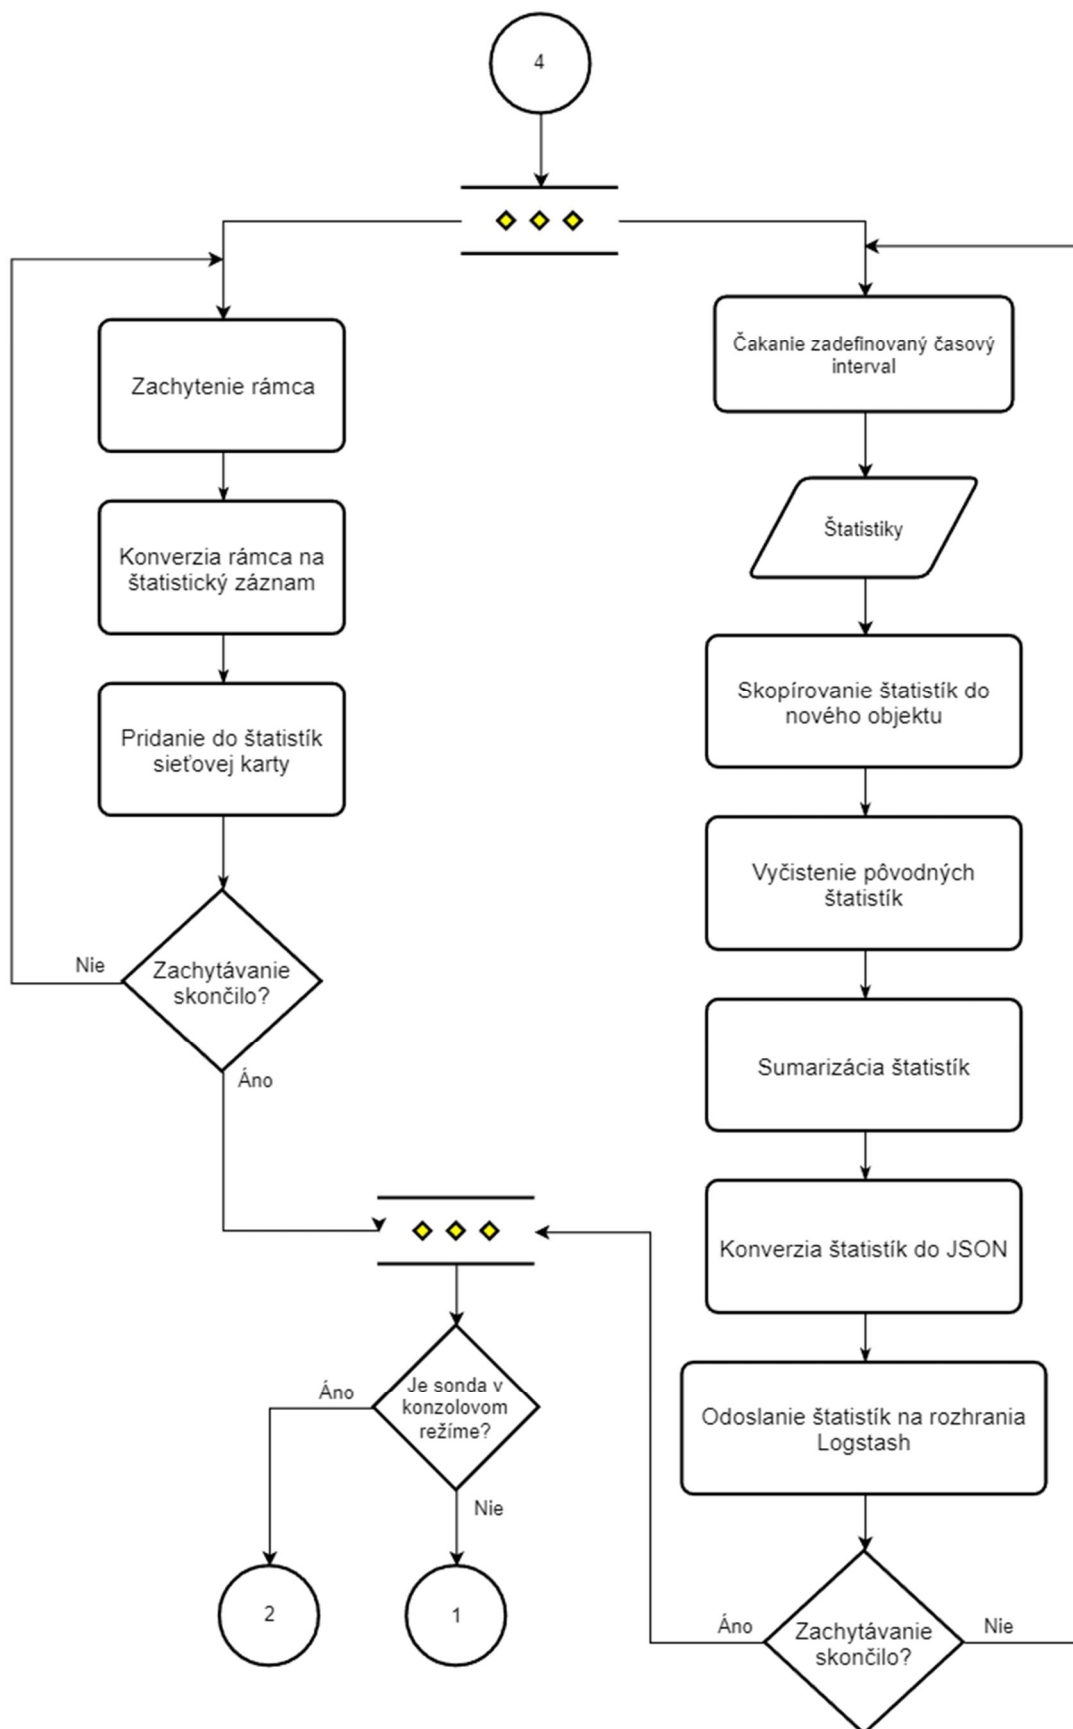 4
Zachytenie rámca
Konverzia rámca na
štatistický záznam
Pridanie do štatistík
sieťovej karty
Zachytávanie
skončilo?
Nie
Áno
Čakanie zadefinovaný časový
interval
Štatistiky
Skopírovanie štatistík do
nového objektu
Vyčistenie pôvodných
štatistík
Sumarizácia štatistík
Konverzia štatistík do JSON
Odoslanie štatistík na rozhrania
Logstash
Zachytávanie
skončilo?
Áno
Nie
Je sonda v
konzolovom
režíme?
Áno
Nie
2
1